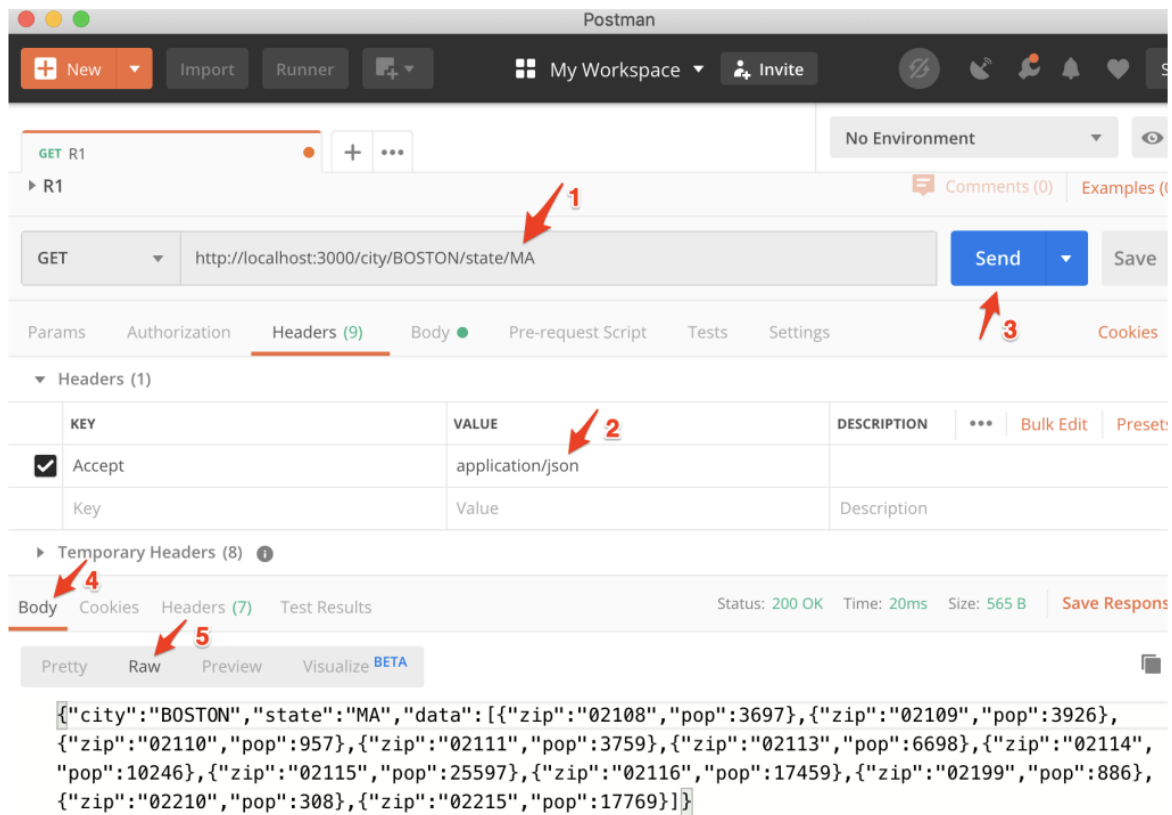 Postman
New Import Runner My Workspace Invite
GET R1
No Environment
R1 Comments (0) Examples (0
1
GET http://localhost:3000/city/BOSTON/state/MA Send Save
3
Params Authorization Headers (9) Body Pre-request Script Tests Settings Cookies
Headers (1)
KEY VALUE DESCRIPTION Bulk Edit Presets
2
Accept application/json
Key Value Description
Temporary Headers (8)
4
Body Cookies Headers (7) Test Results Status: 200 OK Time: 20ms Size: 565 B Save Respons
5
Pretty Raw Preview Visualize BETA
{"city":"BOSTON","state":"MA","data":[{"zip":"02108","pop":3697},{"zip":"02109","pop":3926},
{"zip":"02110","pop":957},{"zip":"02111","pop":3759},{"zip":"02113","pop":6698},{"zip":"02114",
"pop":10246},{"zip":"02115","pop":25597},{"zip":"02116","pop":17459},{"zip":"02199","pop":886},
{"zip":"02210","pop":308},{"zip":"02215","pop":17769}]}